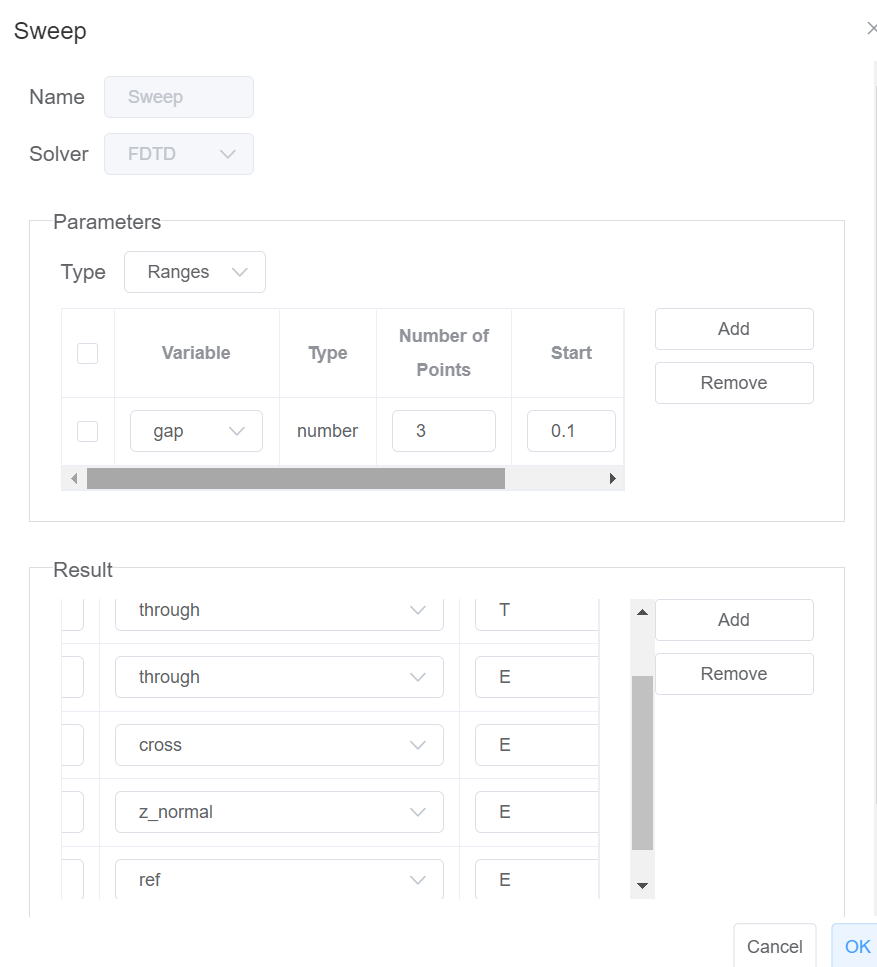 Sweep
Name Sweep
Solver FDTD
Parameters
Type Ranges
Variable Type Number of Points Start
gap number 3 0.1
Add
Remove
Result
through T
through E
cross E
z_normal E
ref E
Add
Remove
Cancel OK